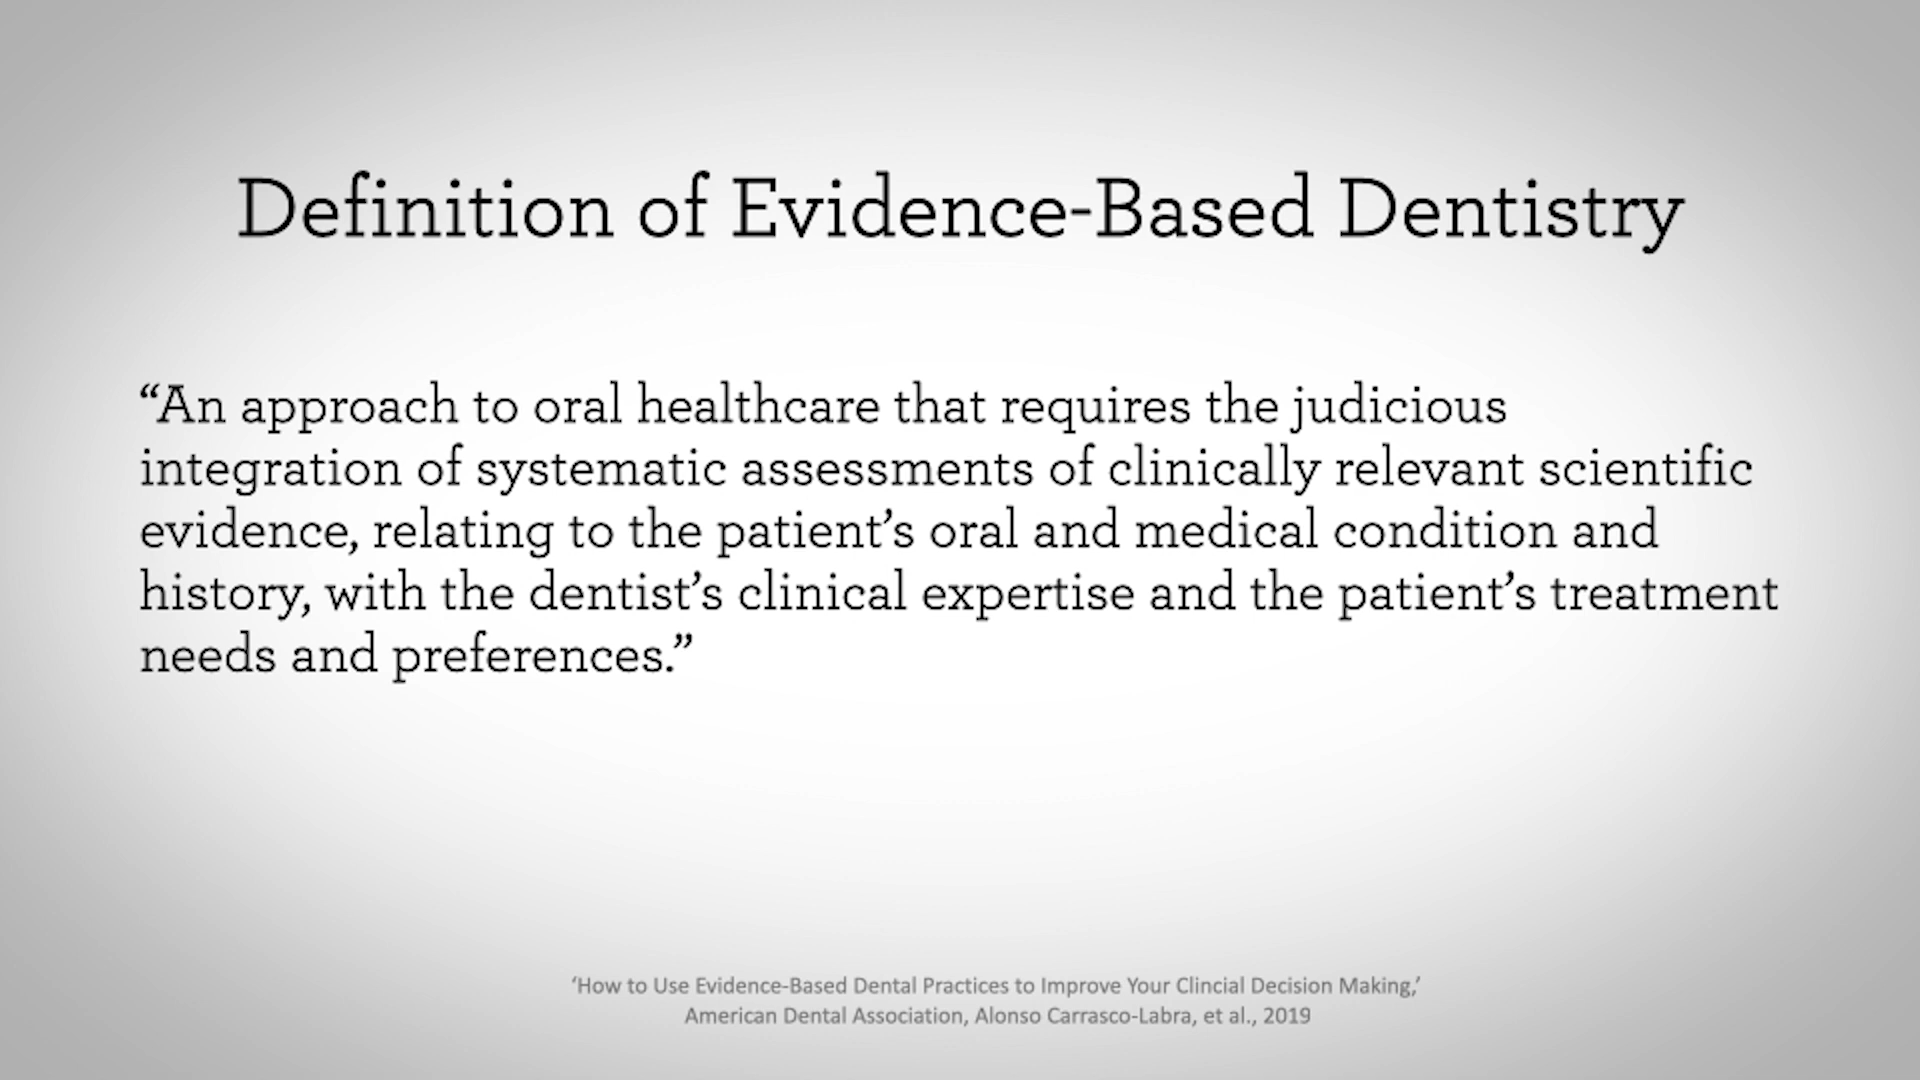 Definition of Evidence-Based Dentistry
“An approach to oral healthcare that requires the judicious
integration of systematic assessments of clinically relevant scientific
evidence, relating to the patient’s oral and medical condition and
history, with the dentist’s clinical expertise and the patient’s treatment
needs and preferences.”
‘How to Use Evidence-Based Dental Practices to Improve Your Clincial Decision Making,’
American Dental Association, Alonso Carrasco-Labra, et al., 2019